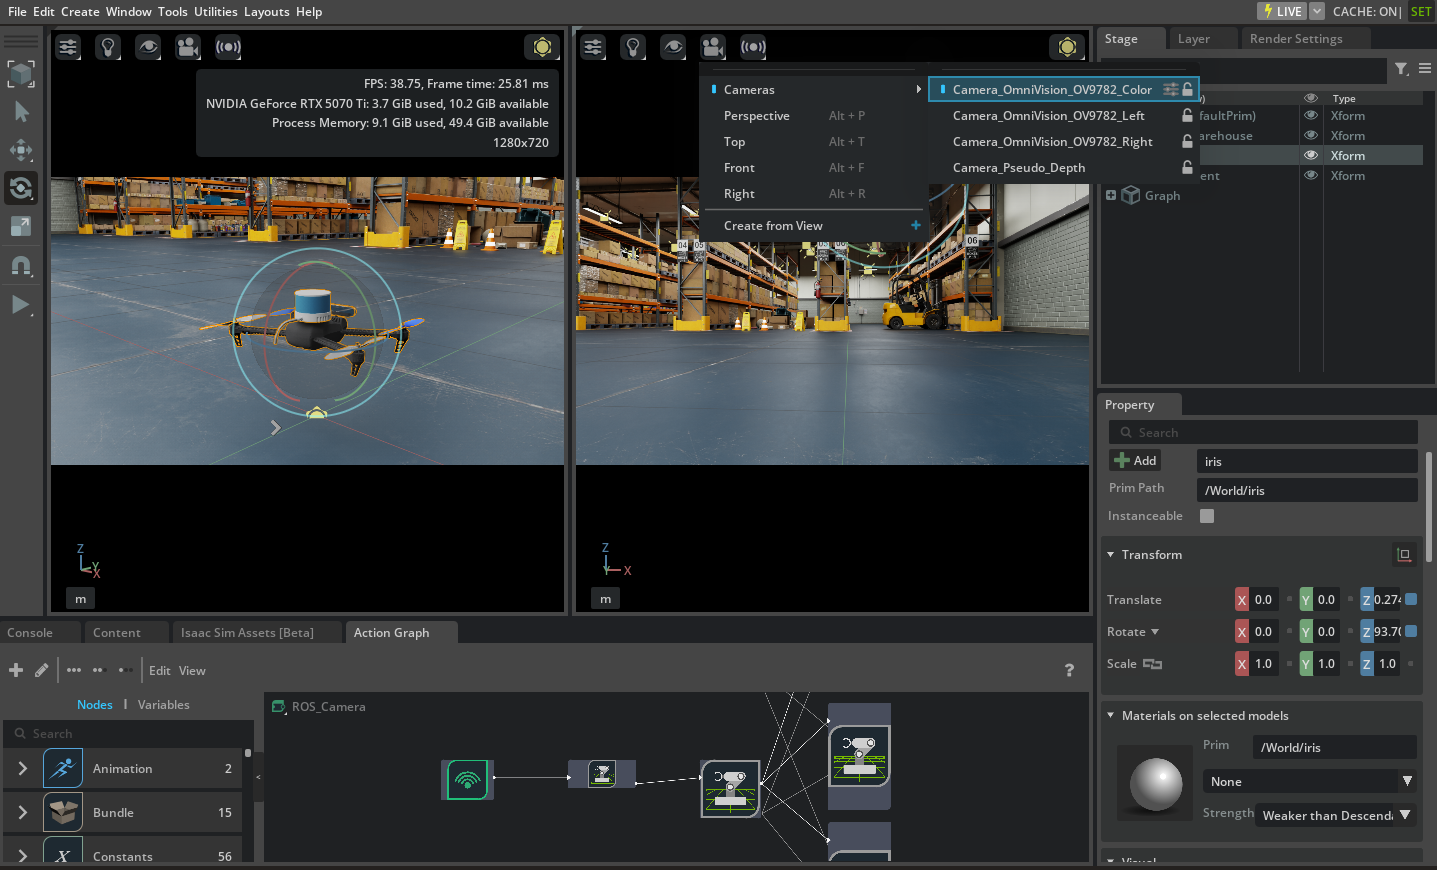 File Edit Create Window Tools Utilities Layouts Help
LIVE CACHE: ON| SET
FPS: 38.75, Frame time: 25.81 ms
NVIDIA GeForce RTX 5070 Ti: 3.7 GiB used, 10.2 GiB available
Process Memory: 9.1 GiB used, 49.4 GiB available
1280x720
Z
Y
X
m
Cameras
Perspective Alt + P
Top Alt + T
Front Alt + F
Right Alt + R
Create from View
Camera_OmniVision_OV9782_Color
Camera_OmniVision_OV9782_Left
Camera_OmniVision_OV9782_Right
Camera_Pseudo_Depth
04 05
06
Z
Y
X
m
Stage Layer Render Settings
Type
faultPrim) Xform
arehouse Xform
Xform
ent Xform
Graph
Property
Search
Add iris
Prim Path /World/iris
Instanceable
Transform
Translate X 0.0 Y 0.0 Z 0.274
Rotate X 0.0 Y 0.0 Z 93.70
Scale X 1.0 Y 1.0 Z 1.0
Materials on selected models
Prim /World/iris
None
Strength Weaker than Descenda
Visual
Console Content Isaac Sim Assets [Beta] Action Graph
Edit View ?
Nodes Variables
Search
Animation 2
Bundle 15
Constants 56
ROS_Camera